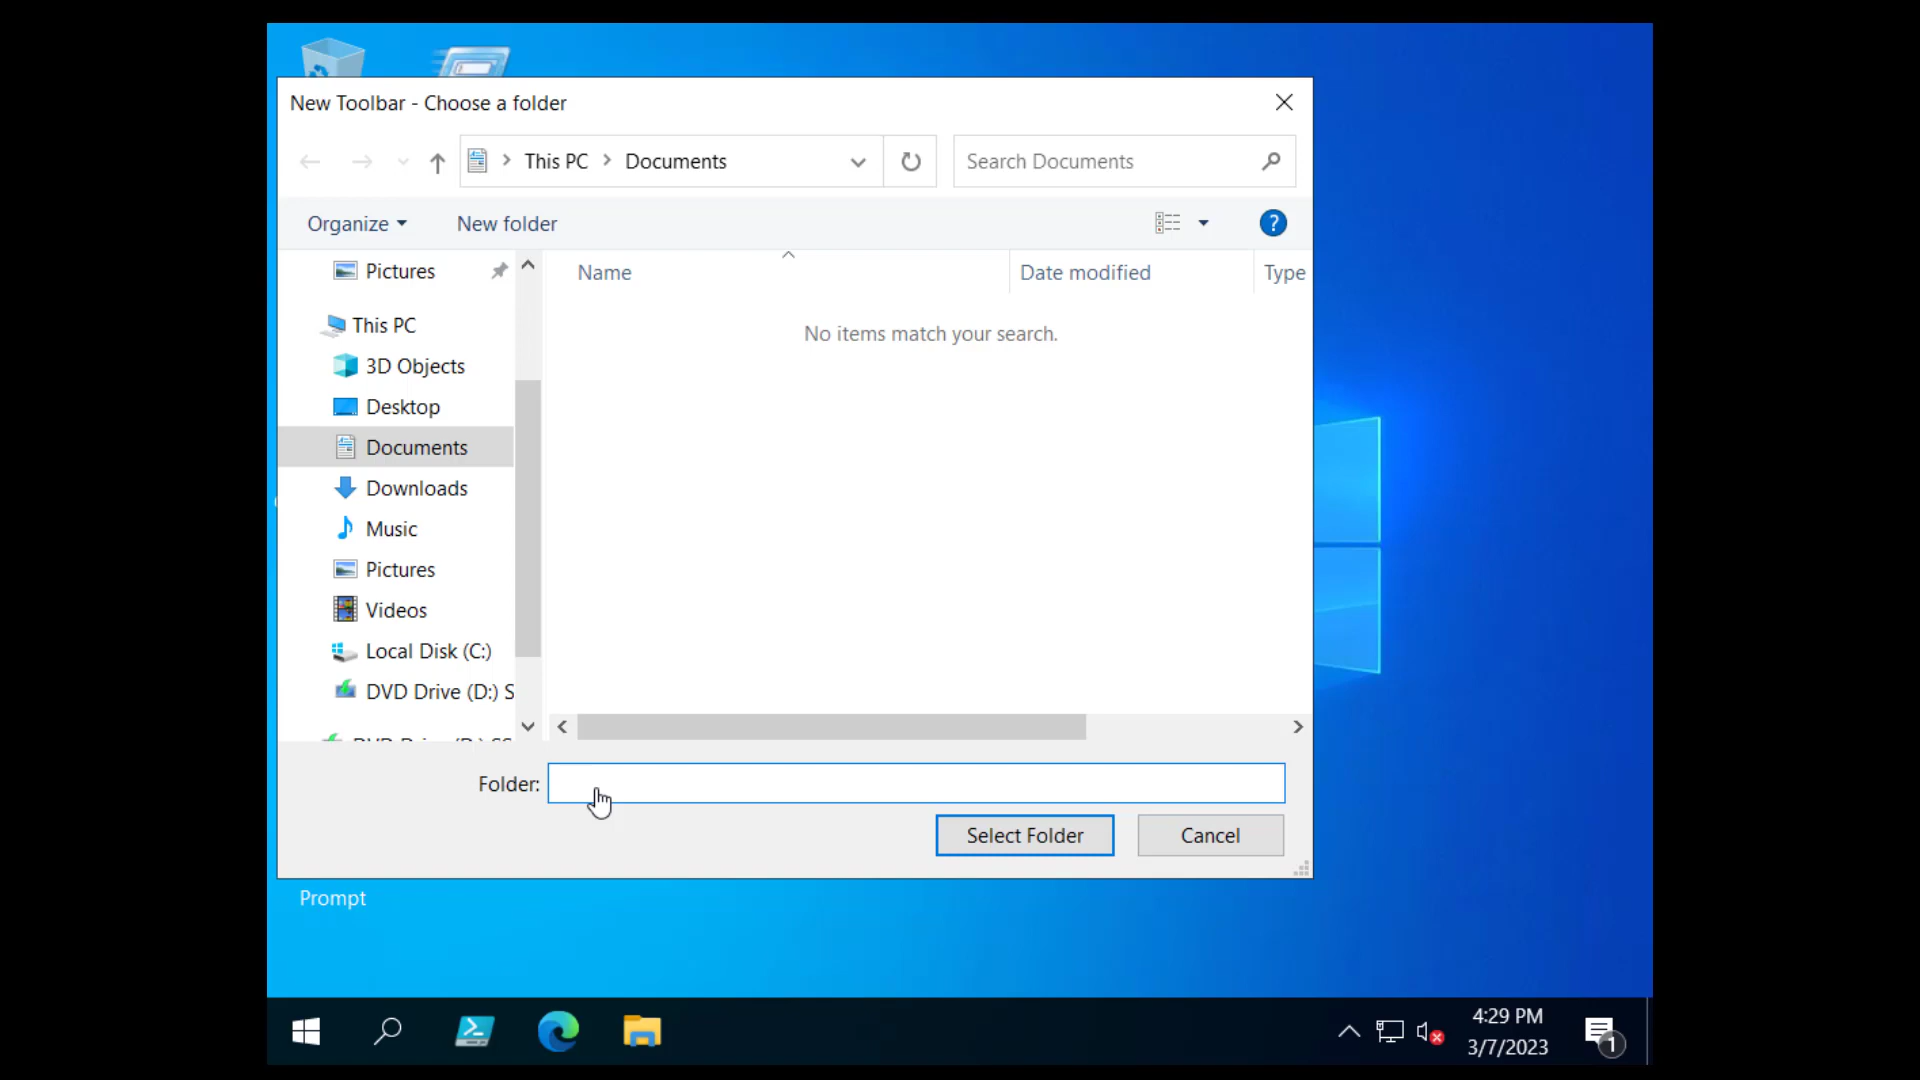 New Toolbar - Choose a folder
This PC
Documents
Search Documents
Organize
New folder
?
Pictures
Name
Date modified
Type
No items match your search.
This PC
3D Objects
Desktop
Documents
Downloads
Music
Pictures
Videos
Local Disk (C:)
DVD Drive (D:) S
Folder:
Select Folder
Cancel
Prompt
4:29 PM
3/7/2023
1